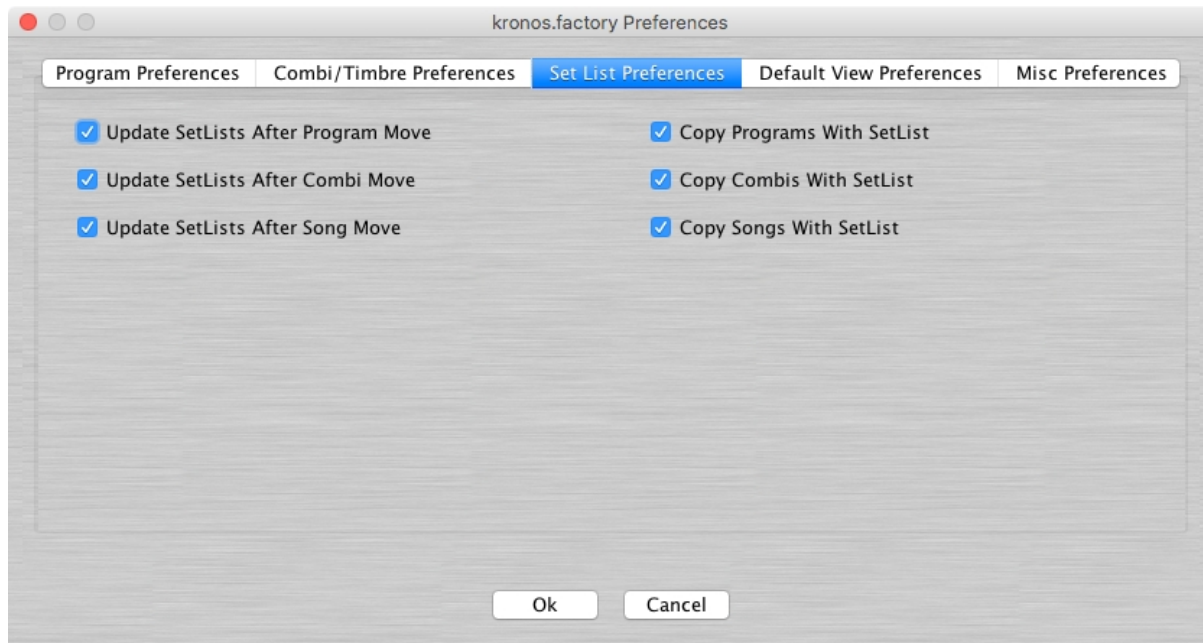 kronos.factory Preferences
Program Preferences Combi/Timbre Preferences Set List Preferences Default View Preferences Misc Preferences
Update SetLists After Program Move Copy Programs With SetList
Update SetLists After Combi Move Copy Combis With SetList
Update SetLists After Song Move Copy Songs With SetList
Ok Cancel